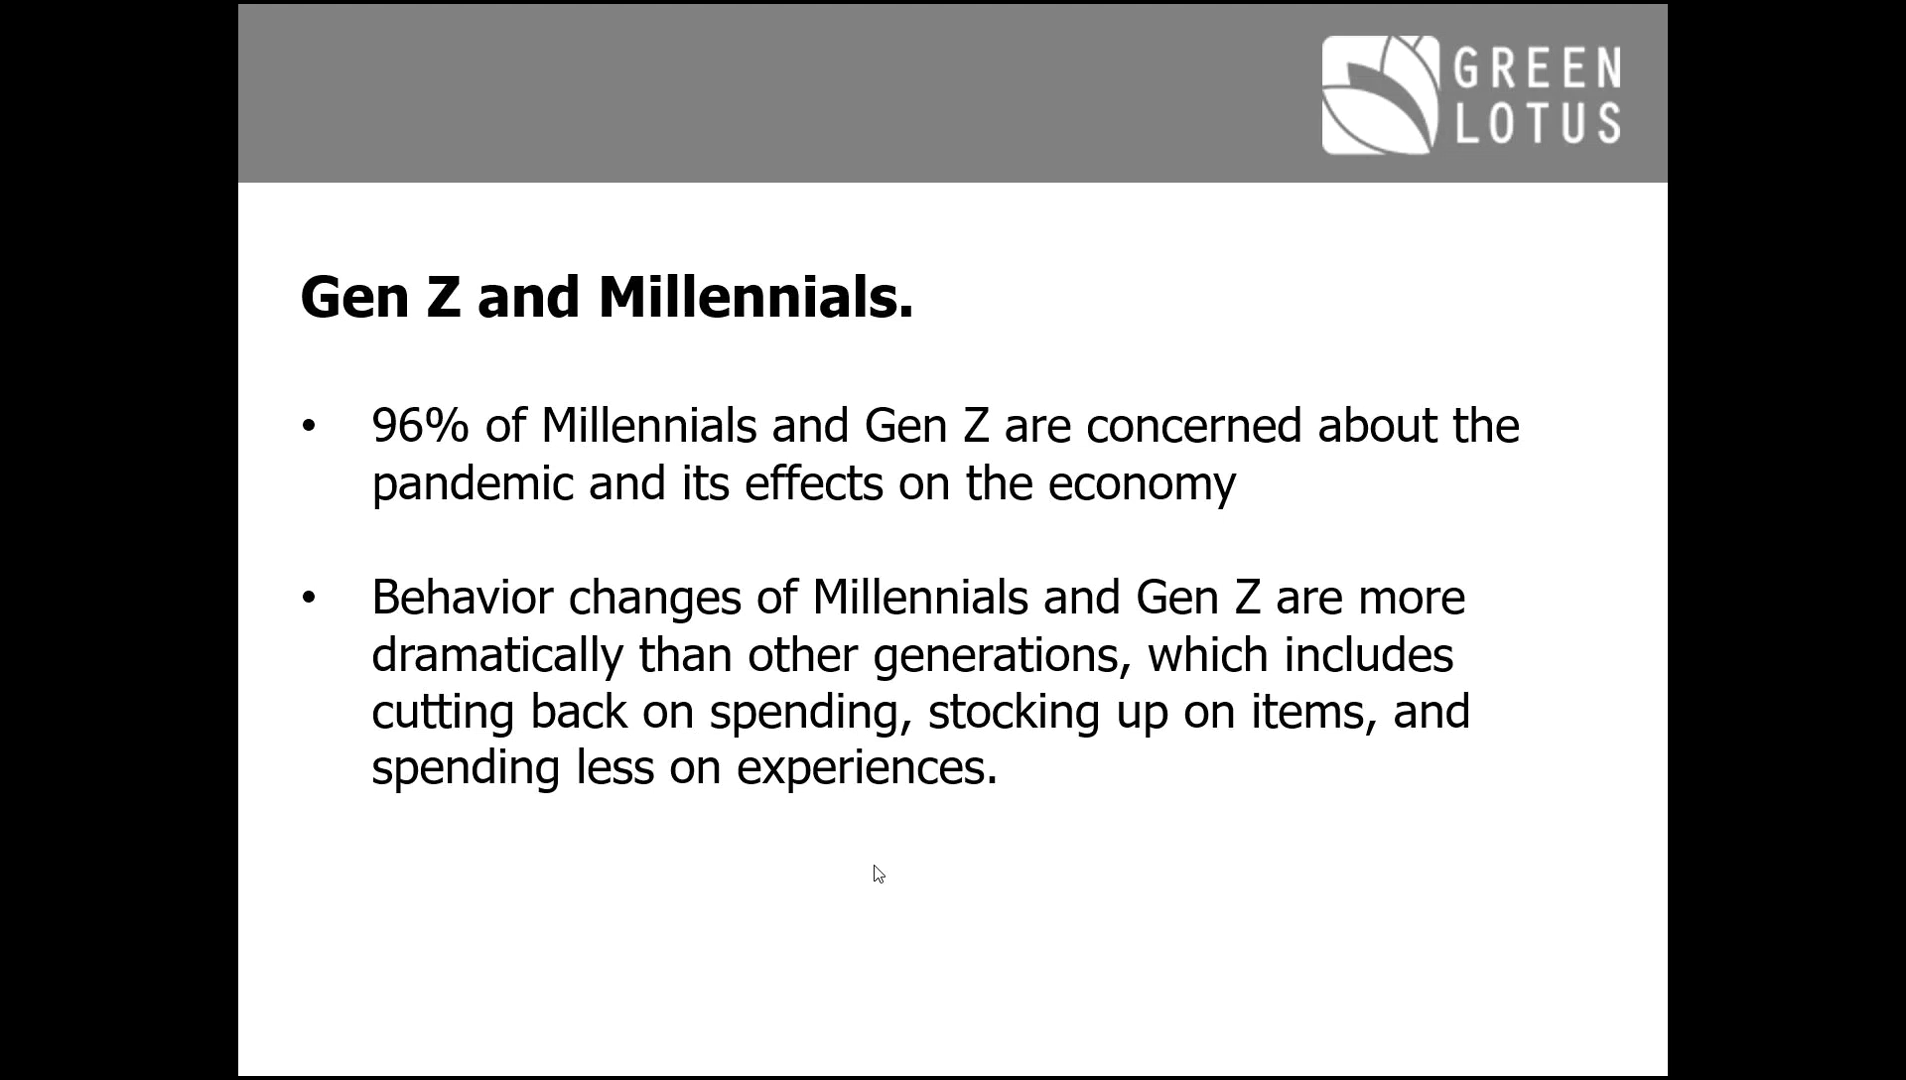 GREEN
LOTUS
Gen Z and Millennials.
• 96% of Millennials and Gen Z are concerned about the
pandemic and its effects on the economy
• Behavior changes of Millennials and Gen Z are more
dramatically than other generations, which includes
cutting back on spending, stocking up on items, and
spending less on experiences.